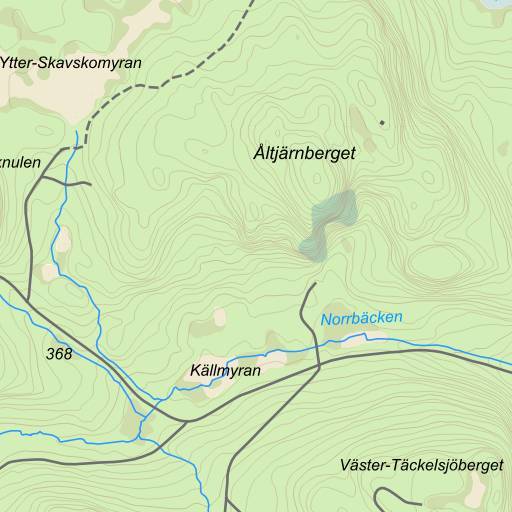 Ytter-Skavskomyran
Åltjärnberget
Norrbäcken
368
Källmyran
Väster-Täckelsjöberget